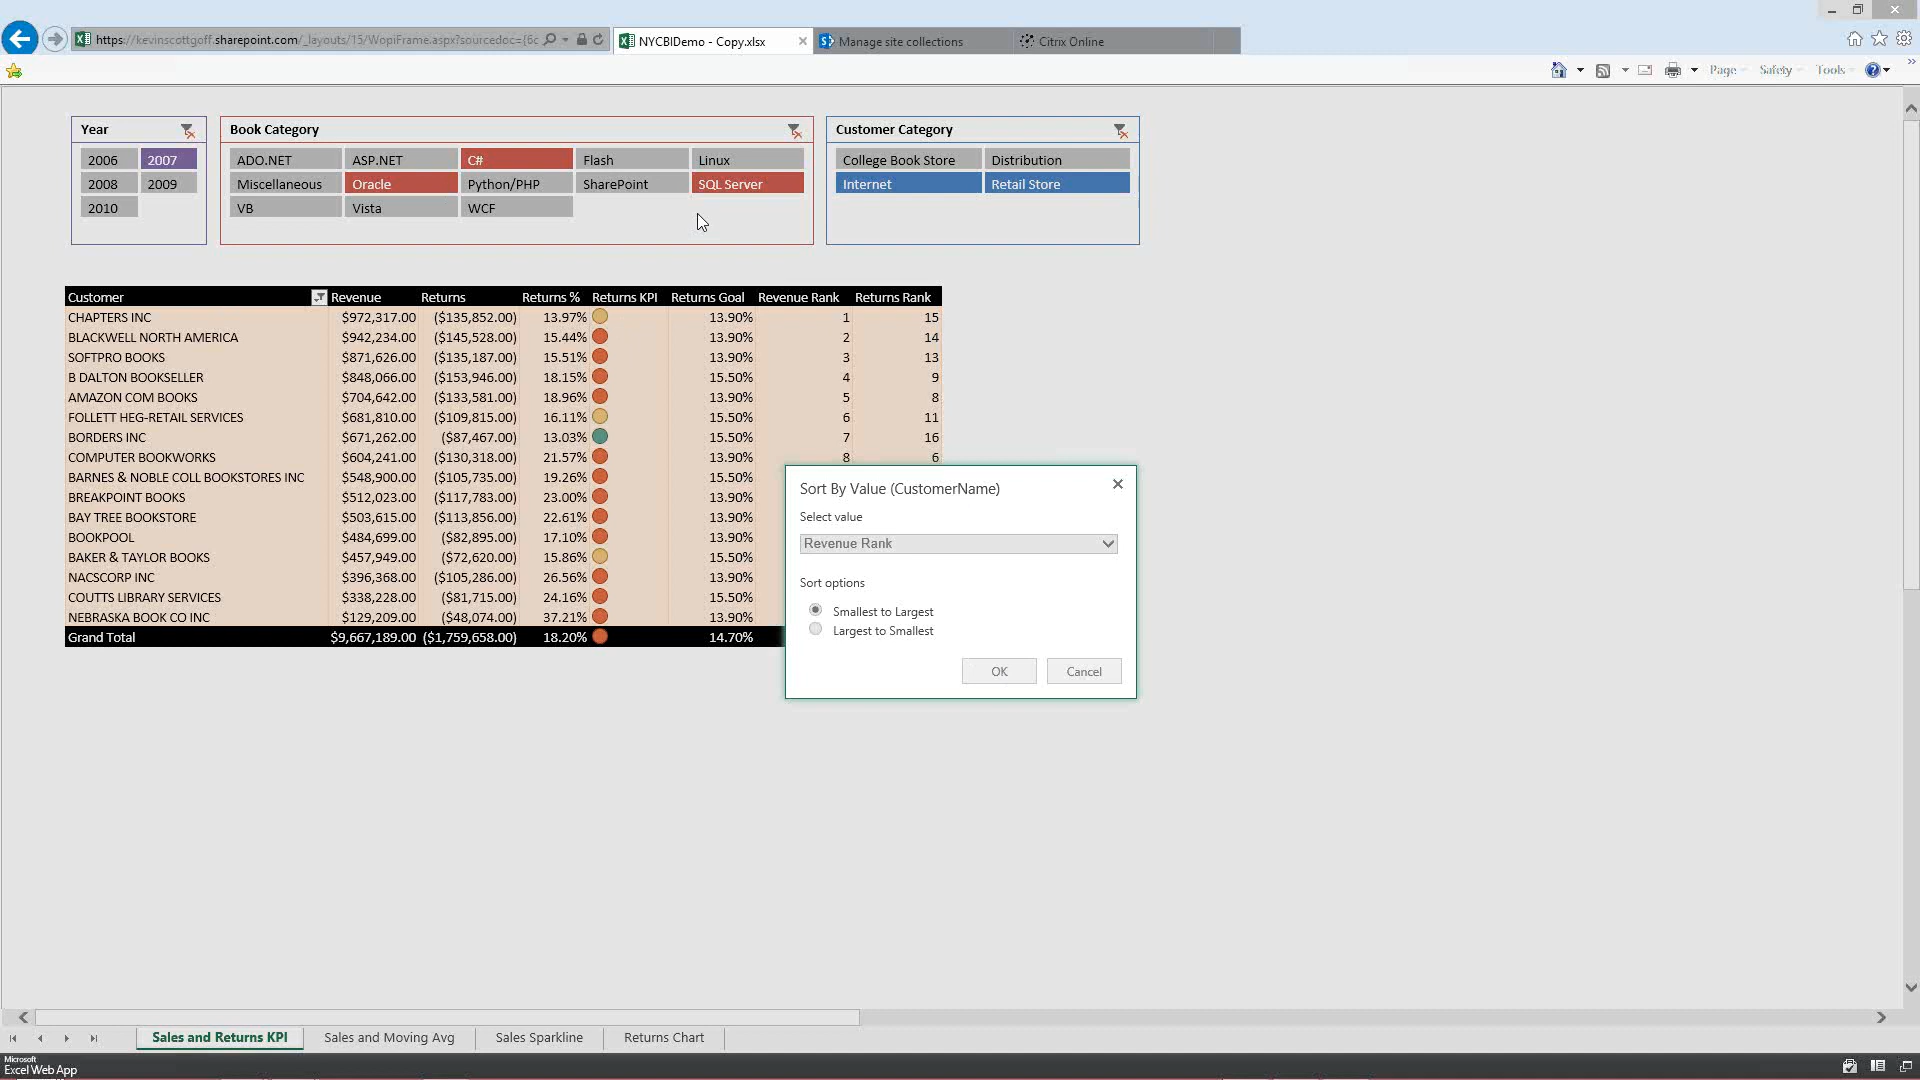 https://kevinscottgoff.sharepoint.com/_layouts/15/WopiFrame.aspx?sourcedoc={6c
NYCBIDemo - Copy.xlsx
Manage site collections
Citrix Online
Page Safety Tools
Year
Book Category
Customer Category
2006 2007 ADO.NET ASP.NET C# Flash Linux College Book Store Distribution
2008 2009 Miscellaneous Oracle Python/PHP SharePoint SQL Server Internet Retail Store
2010 VB Vista WCF
Customer Revenue Returns Returns % Returns KPI Returns Goal Revenue Rank Returns Rank
CHAPTERS INC $972,317.00 ($135,852.00) 13.97% 13.90% 1 15
BLACKWELL NORTH AMERICA $942,234.00 ($145,528.00) 15.44% 13.90% 2 14
SOFTPRO BOOKS $871,626.00 ($135,187.00) 15.51% 13.90% 3 13
B DALTON BOOKSELLER $848,066.00 ($153,946.00) 18.15% 15.50% 4 9
AMAZON COM BOOKS $704,642.00 ($133,581.00) 18.96% 13.90% 5 8
FOLLETT HEG-RETAIL SERVICES $681,810.00 ($109,815.00) 16.11% 15.50% 6 11
BORDERS INC $671,262.00 ($87,467.00) 13.03% 15.50% 7 16
COMPUTER BOOKWORKS $604,241.00 ($130,318.00) 21.57% 13.90% 8 6
BARNES & NOBLE COLL BOOKSTORES INC $548,900.00 ($105,735.00) 19.26% 15.50%
BREAKPOINT BOOKS $512,023.00 ($117,783.00) 23.00% 13.90%
BAY TREE BOOKSTORE $503,615.00 ($113,856.00) 22.61% 13.90%
BOOKPOOL $484,699.00 ($82,895.00) 17.10% 13.90%
BAKER & TAYLOR BOOKS $457,949.00 ($72,620.00) 15.86% 15.50%
NACSCORP INC $396,368.00 ($105,286.00) 26.56% 13.90%
COUTTS LIBRARY SERVICES $338,228.00 ($81,715.00) 24.16% 15.50%
NEBRASKA BOOK CO INC $129,209.00 ($48,074.00) 37.21% 13.90%
Grand Total $9,667,189.00 ($1,759,658.00) 18.20% 14.70%
Sort By Value (CustomerName)
Select value
Revenue Rank
Sort options
Smallest to Largest
Largest to Smallest
OK Cancel
Sales and Returns KPI Sales and Moving Avg Sales Sparkline Returns Chart
Microsoft
Excel Web App